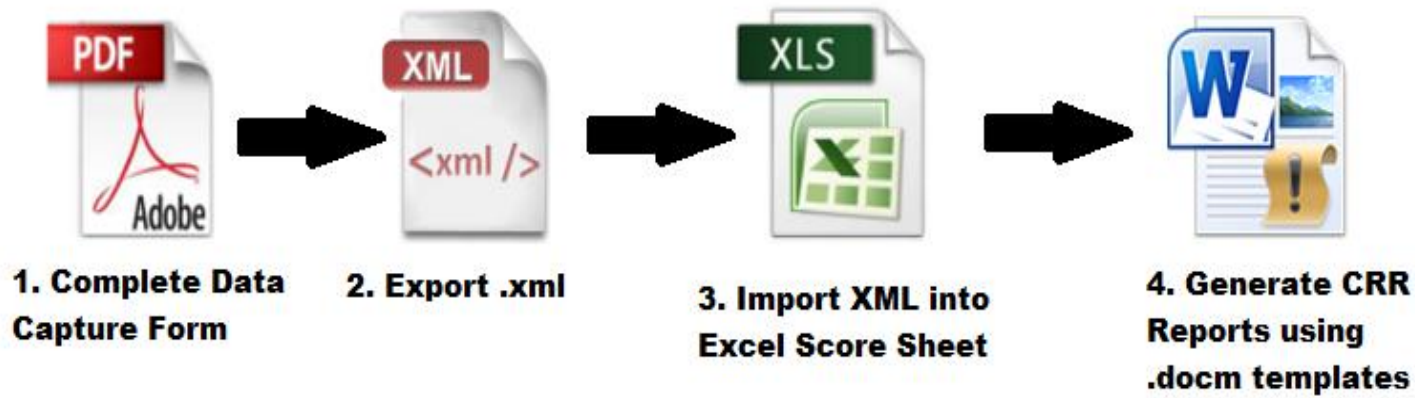 PDF
Adobe
XML
<xml />
XLS
X
W
!
1. Complete Data
Capture Form
2. Export .xml
3. Import XML into
Excel Score Sheet
4. Generate CRR
Reports using
.docm templates